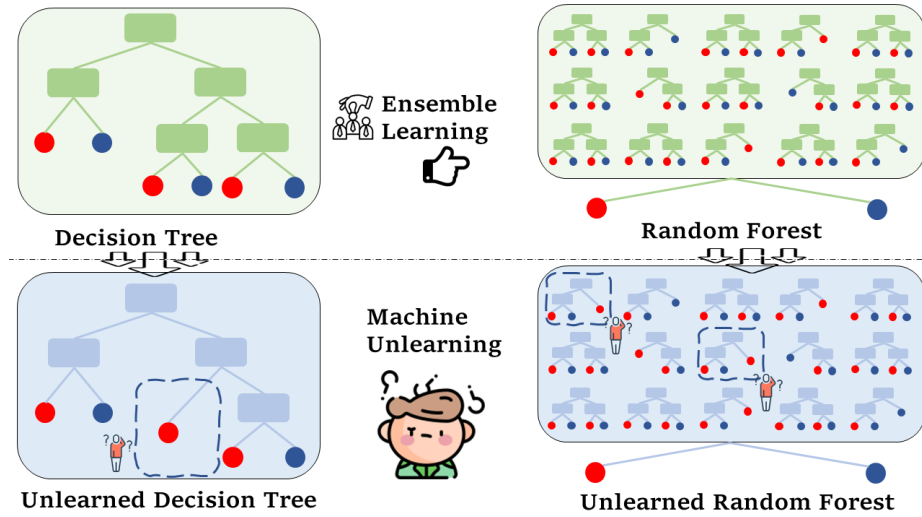 Ensemble
Learning
Decision Tree
Random Forest
Machine
Unlearning
? ?
? ?
? ?
Unlearned Decision Tree
Unlearned Random Forest